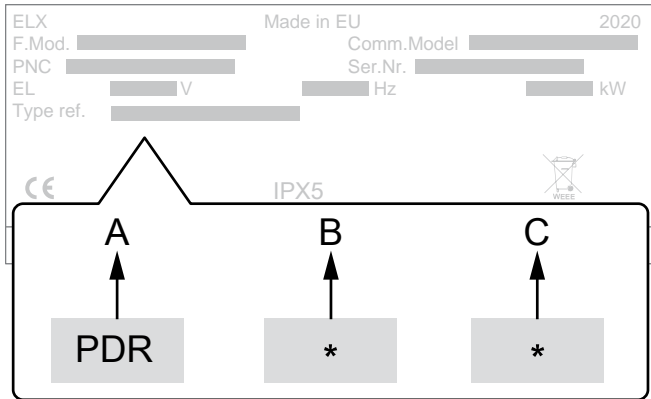 ELX Made in EU 2020
F.Mod. Comm.Model
PNC Ser.Nr.
EL V Hz kW
Type ref.
CE IPX5 WEEE
A B C
PDR * *